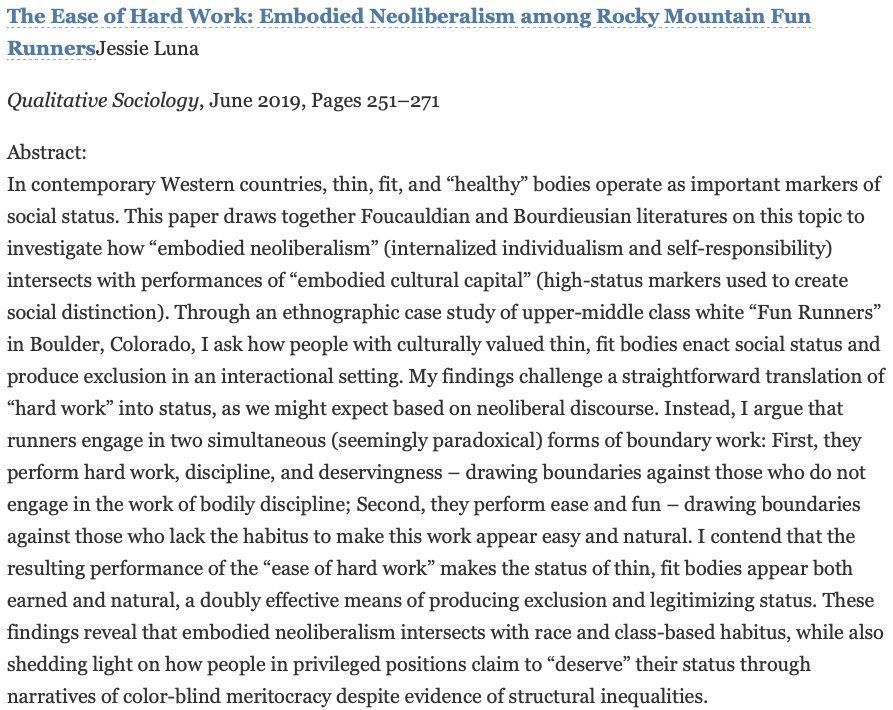 The Ease of Hard Work: Embodied Neoliberalism among Rocky Mountain Fun
RunnersJessie Luna
Qualitative Sociology, June 2019, Pages 251–271
Abstract:
In contemporary Western countries, thin, fit, and “healthy” bodies operate as important markers of
social status. This paper draws together Foucauldian and Bourdieusian literatures on this topic to
investigate how “embodied neoliberalism” (internalized individualism and self-responsibility)
intersects with performances of “embodied cultural capital” (high-status markers used to create
social distinction). Through an ethnographic case study of upper-middle class white “Fun Runners”
in Boulder, Colorado, I ask how people with culturally valued thin, fit bodies enact social status and
produce exclusion in an interactional setting. My findings challenge a straightforward translation of
“hard work” into status, as we might expect based on neoliberal discourse. Instead, I argue that
runners engage in two simultaneous (seemingly paradoxical) forms of boundary work: First, they
perform hard work, discipline, and deservingness – drawing boundaries against those who do not
engage in the work of bodily discipline; Second, they perform ease and fun – drawing boundaries
against those who lack the habitus to make this work appear easy and natural. I contend that the
resulting performance of the “ease of hard work” makes the status of thin, fit bodies appear both
earned and natural, a doubly effective means of producing exclusion and legitimizing status. These
findings reveal that embodied neoliberalism intersects with race and class-based habitus, while also
shedding light on how people in privileged positions claim to “deserve” their status through
narratives of color-blind meritocracy despite evidence of structural inequalities.